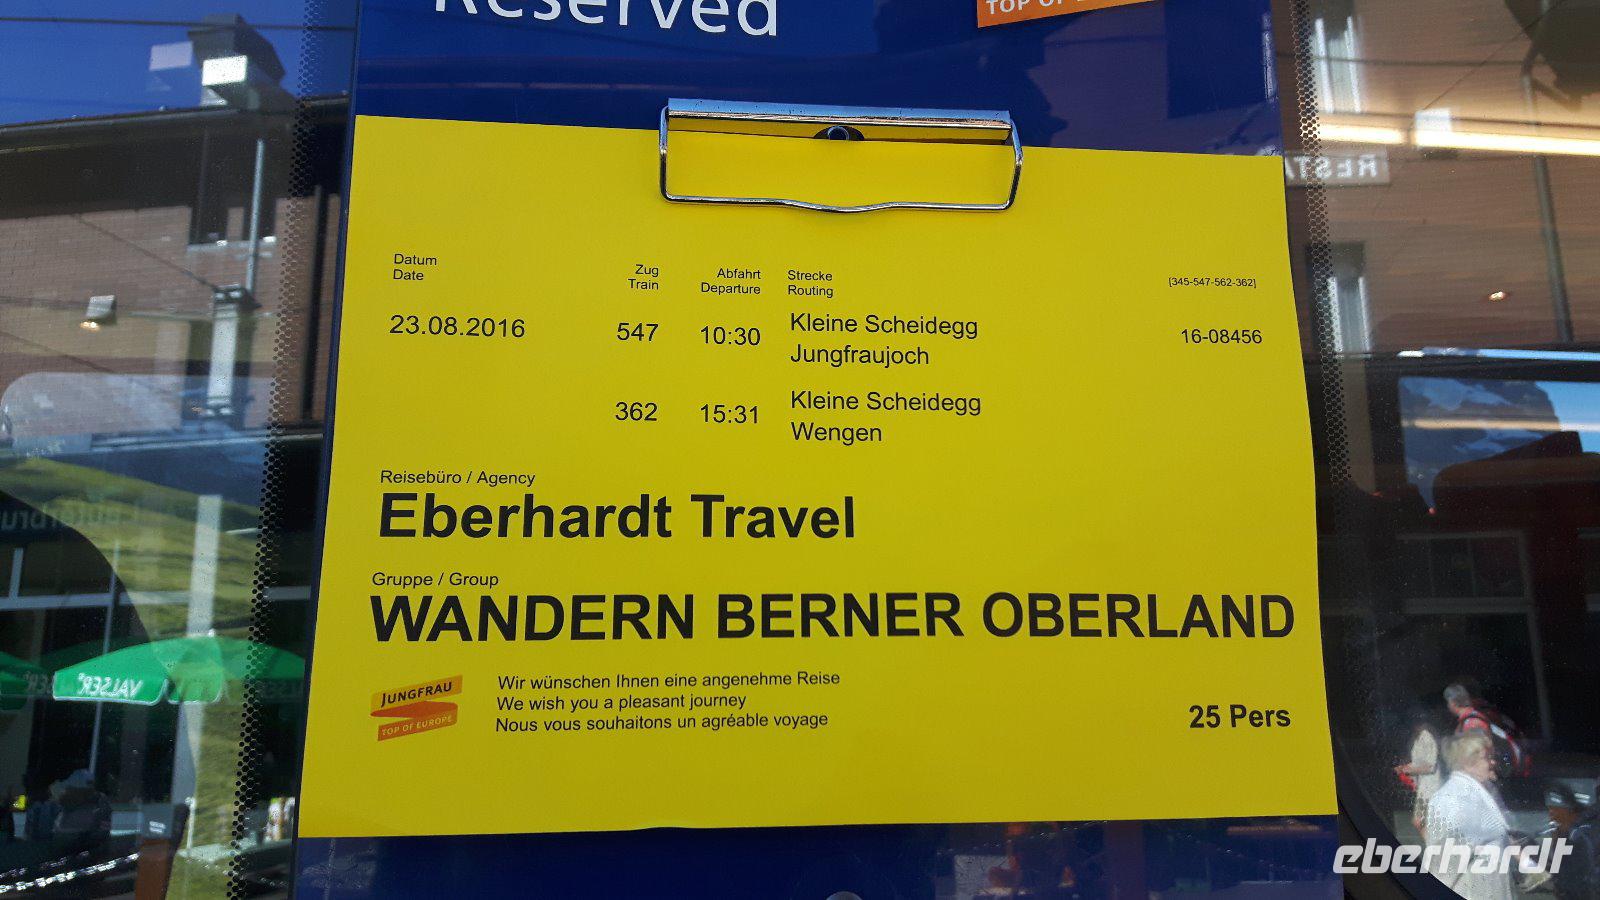 Reserved
TOP OF
Datum
Date
Zug
Train
Abfahrt
Departure
Strecke
Routing
[345-547-562-362]
23.08.2016
547
10:30
Kleine Scheidegg
Jungfraujoch
16-08456
362
15:31
Kleine Scheidegg
Wengen
Reisebüro / Agency
Eberhardt Travel
Gruppe / Group
WANDERN BERNER OBERLAND
JUNGFRAU
TOP OF EUROPE
Wir wünschen Ihnen eine angenehme Reise
We wish you a pleasant journey
Nous vous souhaitons un agréable voyage
25 Pers
VALSER
eberhardt